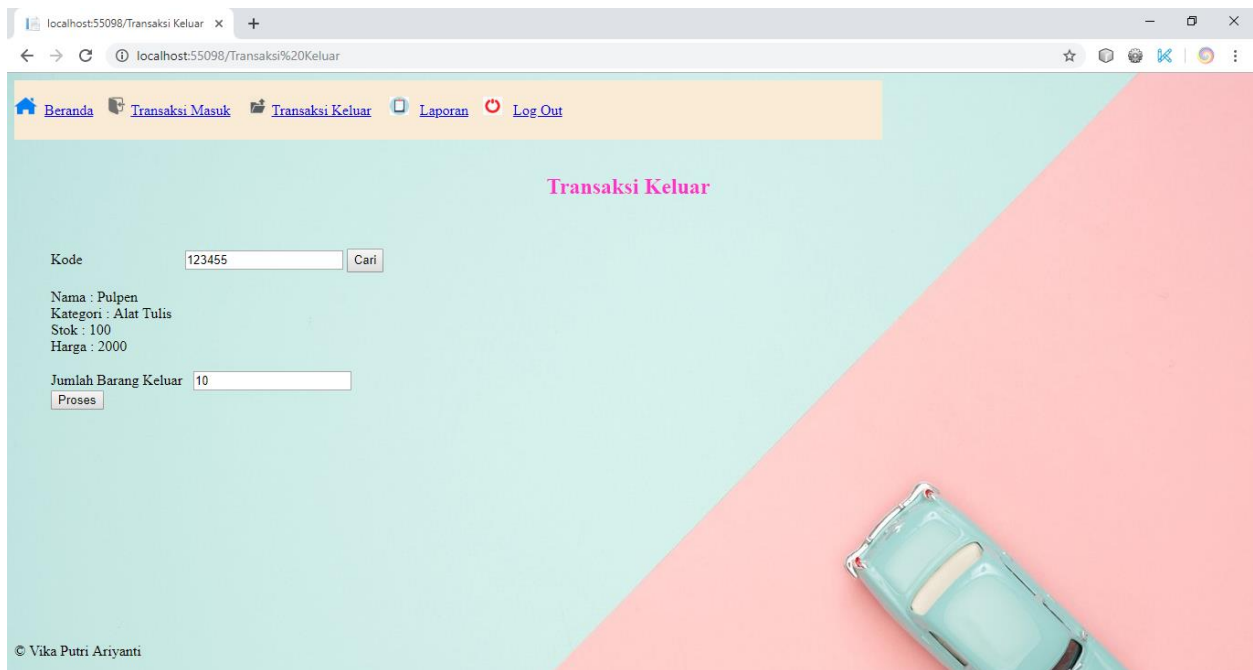 localhost:55098/Transaksi Keluar
localhost:55098/Transaksi%20Keluar
Beranda Transaksi Masuk Transaksi Keluar Laporan Log Out
Transaksi Keluar
Kode 123455 Cari
Nama : Pulpen
Kategori : Alat Tulis
Stok : 100
Harga : 2000
Jumlah Barang Keluar 10
Proses
© Vika Putri Ariyanti